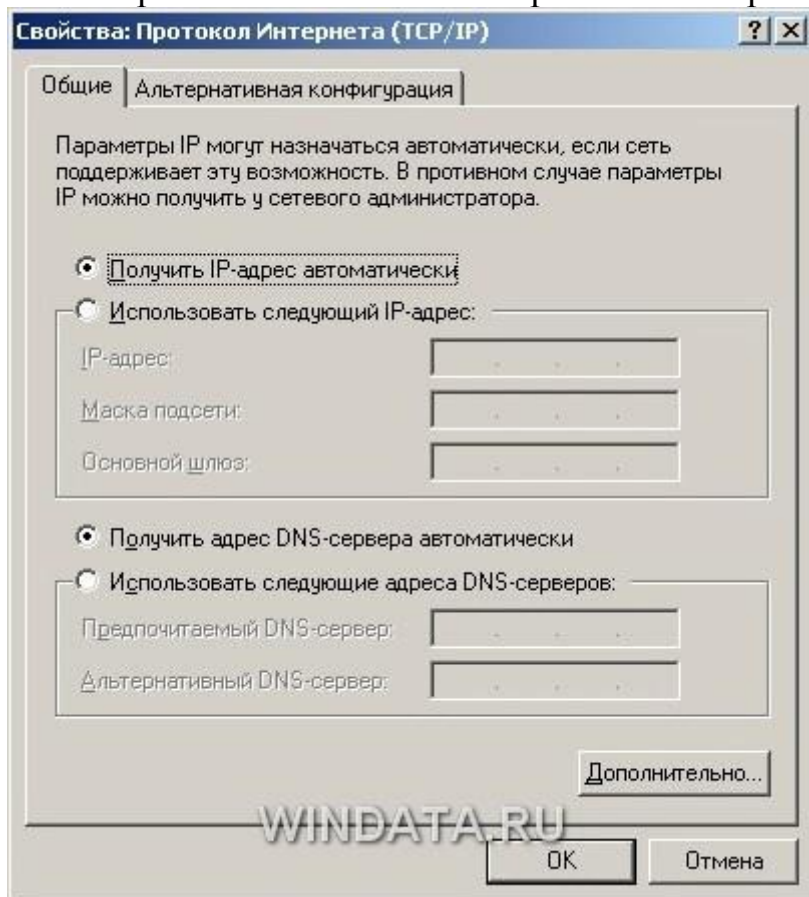 Свойства: Протокол Интернета (TCP/IP)
Общие
Альтернативная конфигурация
Параметры IP могут назначаться автоматически, если сеть
поддерживает эту возможность. В противном случае параметры
IP можно получить у сетевого администратора.
Получить IP-адрес автоматически
Использовать следующий IP-адрес:
IP-адрес:
Маска подсети:
Основной шлюз:
Получить адрес DNS-сервера автоматически
Использовать следующие адреса DNS-серверов:
Предпочитаемый DNS-сервер:
Альтернативный DNS-сервер:
Дополнительно...
WINDATA.RU
OK
Отмена